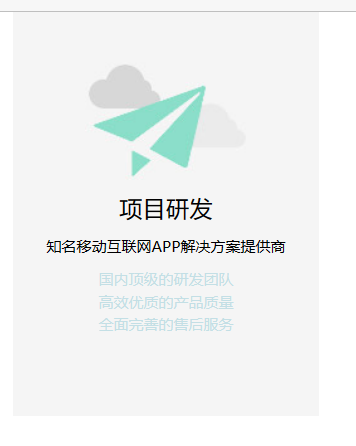 项目研发
知名移动互联网APP解决方案提供商
国内顶级的研发团队
高效优质的产品质量
全面完善的售后服务